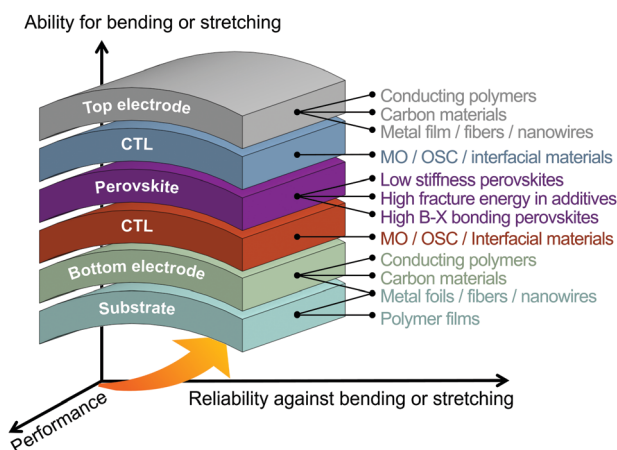 Ability for bending or stretching
Top electrode
CTL
Perovskite
CTL
Bottom electrode
Substrate
Conducting polymers
Carbon materials
Metal film / fibers / nanowires
MO / OSC / interfacial materials
Low stiffness perovskites
High fracture energy in additives
High B-X bonding perovskites
MO / OSC / Interfacial materials
Conducting polymers
Carbon materials
Metal foils / fibers / nanowires
Polymer films
Performance
Reliability against bending or stretching